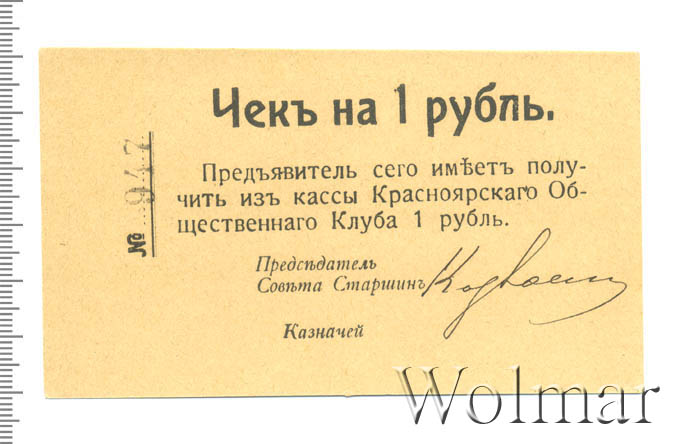 Чекъ на 1 рубль.
№ 947
Предъявитель сего имѣетъ полу-
чить изъ кассы Красноярскаго Об-
щественнаго Клуба 1 рубль.
Предсѣдатель
Совѣта Старшинъ
Казначей
Wolmar